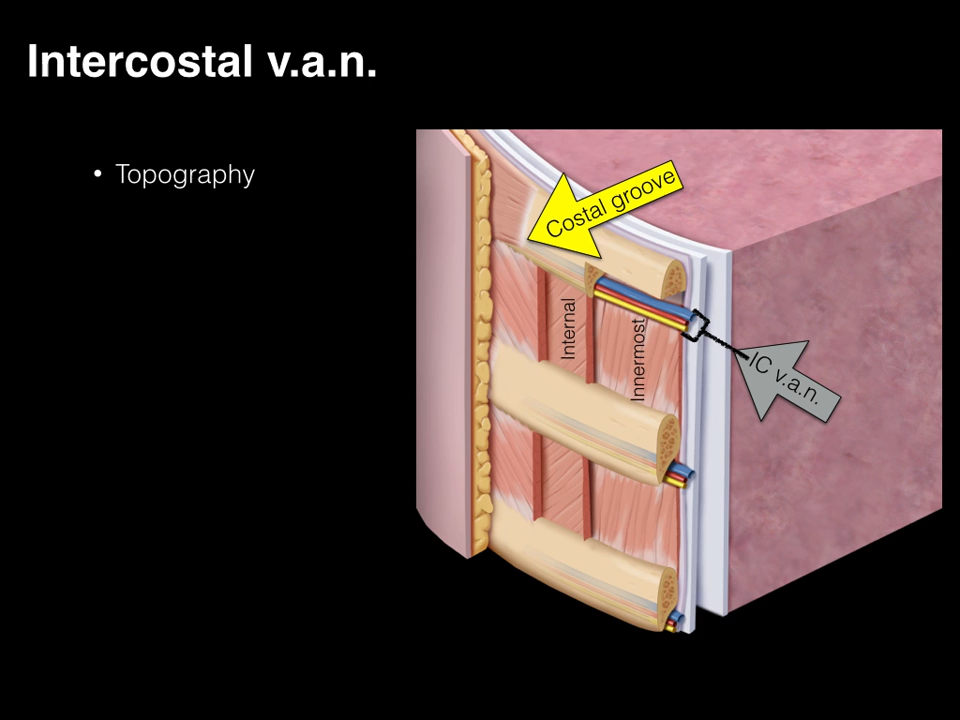 Intercostal v.a.n.
• Topography
Costal groove
Internal
Innermost
IC v.a.n.